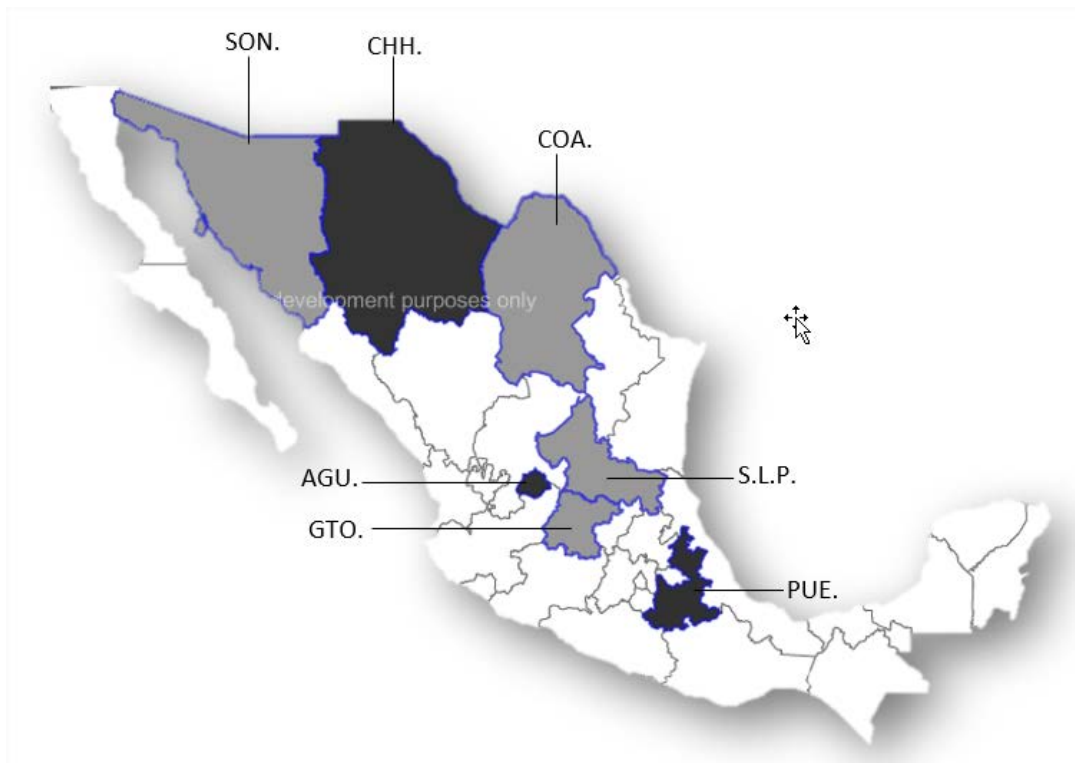 SON.
CHH.
COA.
development purposes only
AGU.
S.L.P.
GTO.
PUE.